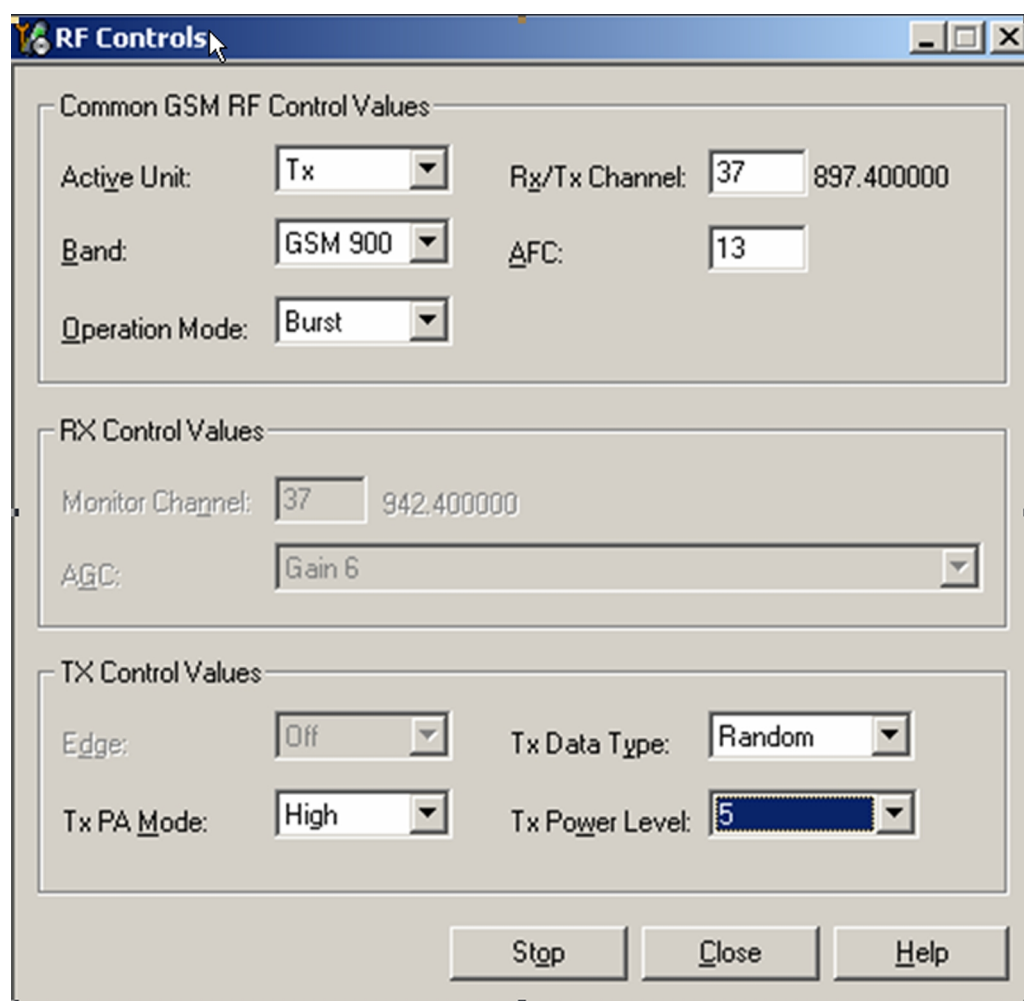 RF Controls
Common GSM RF Control Values
Active Unit: Tx Rx/Tx Channel: 37 897.400000
Band: GSM 900 AFC: 13
Operation Mode: Burst
RX Control Values
Monitor Channel: 37 942.400000
AGC: Gain 6
TX Control Values
Edge: Off Tx Data Type: Random
Tx PA Mode: High Tx Power Level: 5
Stop Close Help